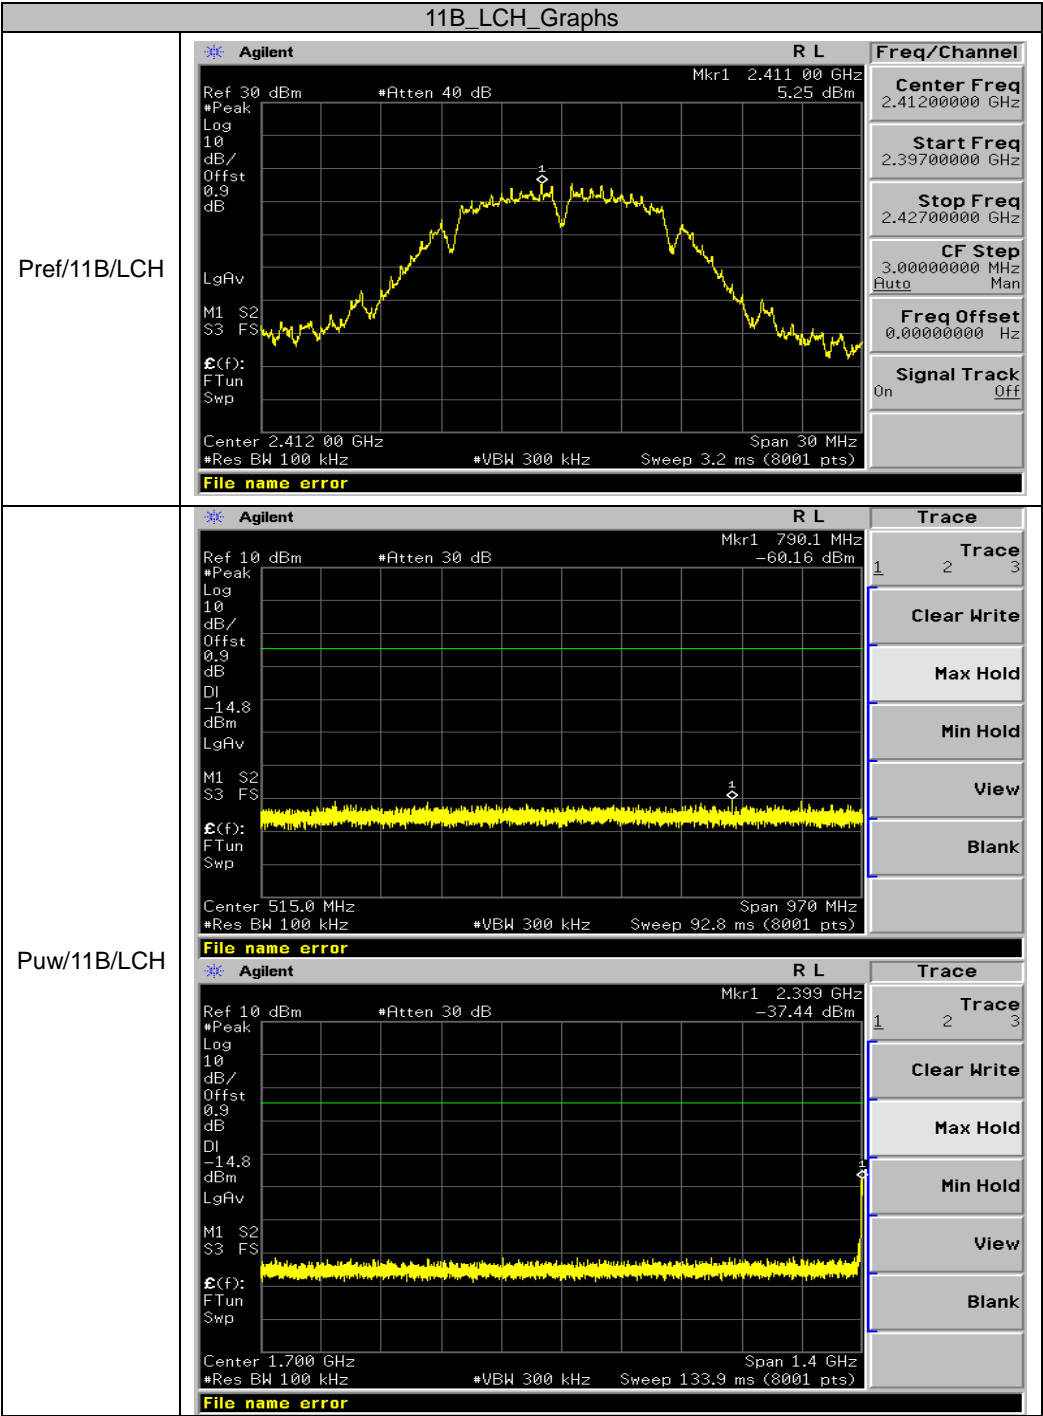 11B_LCH_Graphs
Pref/11B/LCH
Agilent R L Freq/Channel
Mkr1 2.411 00 GHz
Ref 30 dBm #Atten 40 dB 5.25 dBm
#Peak
Log
10
dB/
Offst
0.9
dB
LgAv
M1 S2
S3 FS
£(f):
FTun
Swp
1
Center 2.412 00 GHz Span 30 MHz
#Res BW 100 kHz #VBW 300 kHz Sweep 3.2 ms (8001 pts)
File name error
Center Freq
2.41200000 GHz
Start Freq
2.39700000 GHz
Stop Freq
2.42700000 GHz
CF Step
3.00000000 MHz
Auto Man
Freq Offset
0.00000000 Hz
Signal Track
On Off
Puw/11B/LCH
Agilent R L Trace
Mkr1 790.1 MHz
Ref 10 dBm #Atten 30 dB -60.16 dBm
#Peak
Log
10
dB/
Offst
0.9
dB
DI
-14.8
dBm
LgAv
M1 S2
S3 FS
£(f):
FTun
Swp
1
Center 515.0 MHz Span 970 MHz
#Res BW 100 kHz #VBW 300 kHz Sweep 92.8 ms (8001 pts)
File name error
Trace
1 2 3
Clear Write
Max Hold
Min Hold
View
Blank
Agilent R L Trace
Mkr1 2.399 GHz
Ref 10 dBm #Atten 30 dB -37.44 dBm
#Peak
Log
10
dB/
Offst
0.9
dB
DI
-14.8
dBm
LgAv
M1 S2
S3 FS
£(f):
FTun
Swp
1
Center 1.700 GHz Span 1.4 GHz
#Res BW 100 kHz #VBW 300 kHz Sweep 133.9 ms (8001 pts)
File name error
Trace
1 2 3
Clear Write
Max Hold
Min Hold
View
Blank